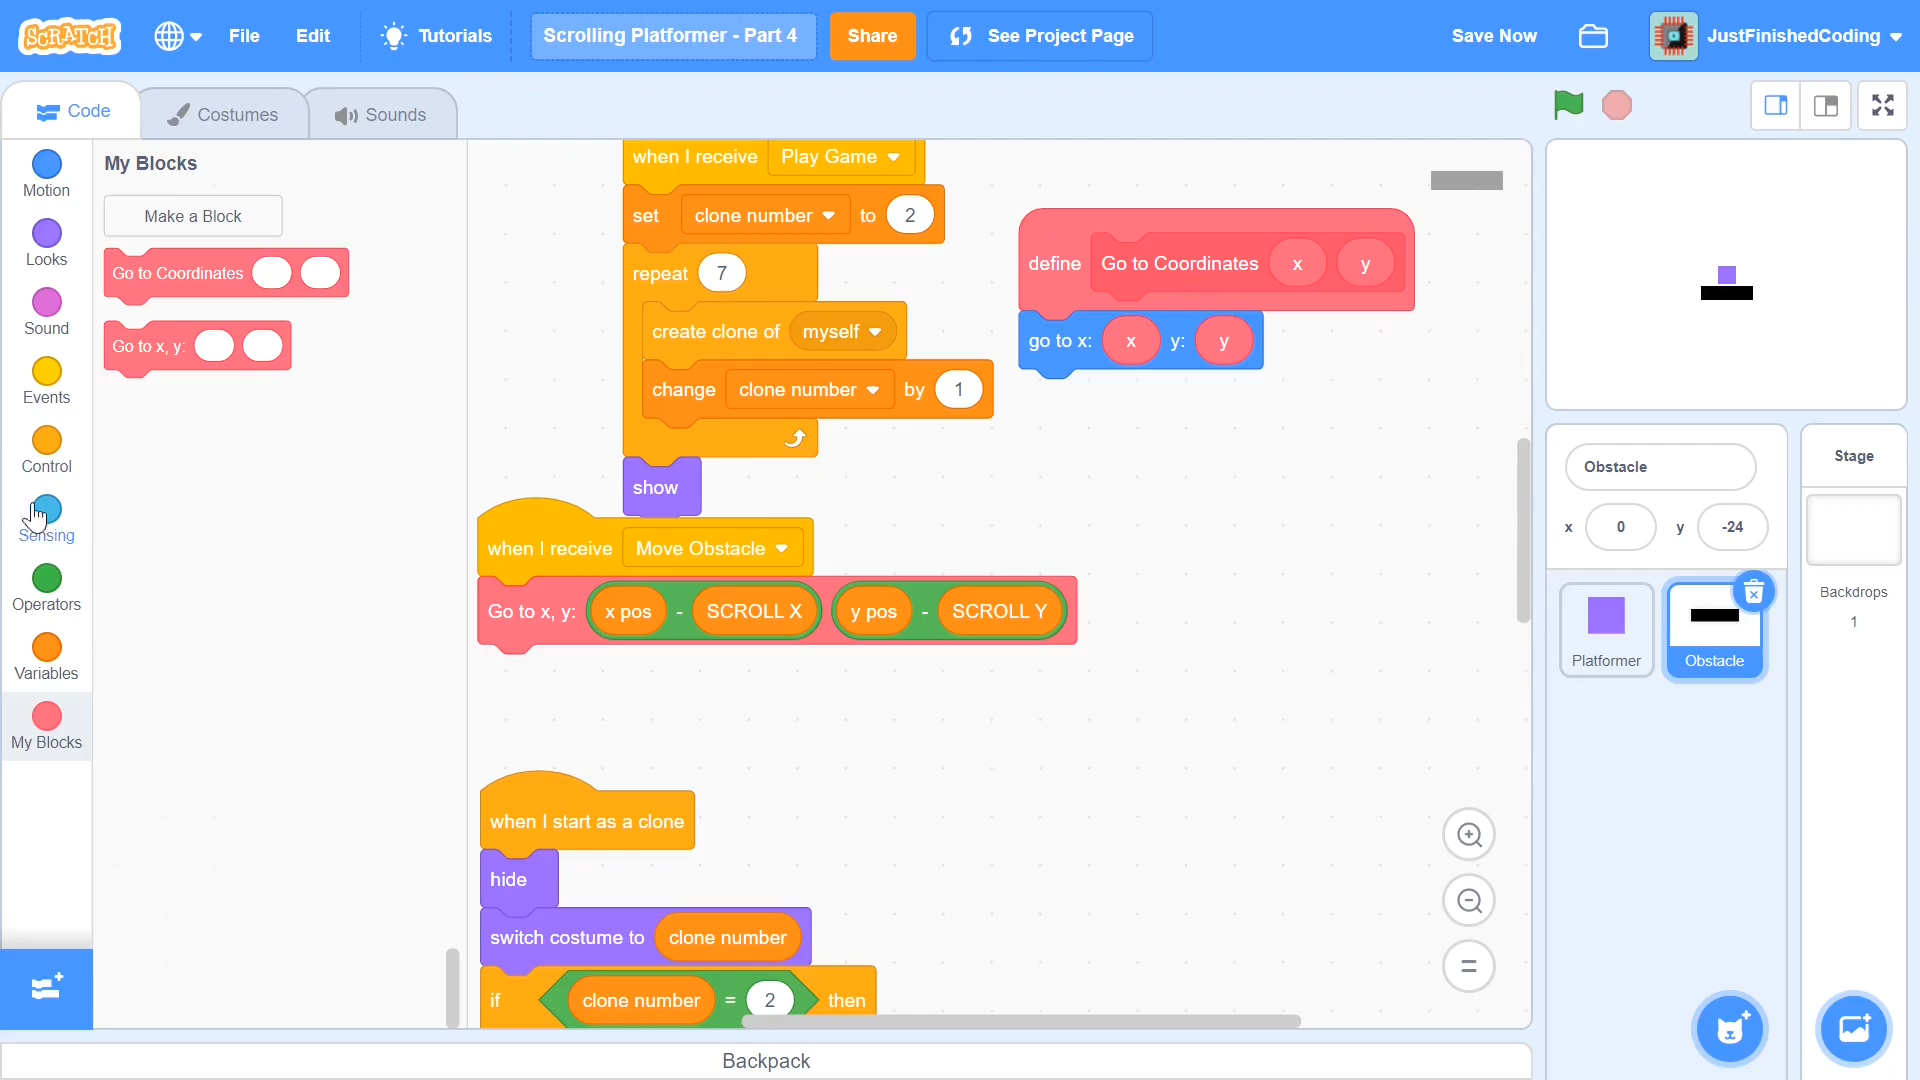 SCRATCH
File
Edit
Tutorials
Scrolling Platformer - Part 4
Share
See Project Page
Save Now
JustFinishedCoding
Code
Costumes
Sounds
Motion
Looks
Sound
Events
Control
Sensing
Operators
Variables
My Blocks
My Blocks
Make a Block
Go to Coordinates
Go to x, y:
when I receive Play Game
set clone number to 2
repeat 7
create clone of myself
change clone number by 1
show
define Go to Coordinates x y
go to x: x y: y
when I receive Move Obstacle
Go to x, y: x pos - SCROLL X y pos - SCROLL Y
when I start as a clone
hide
switch costume to clone number
if clone number = 2 then
Obstacle
x 0 y -24
Platformer
Obstacle
Stage
Backdrops
1
Backpack